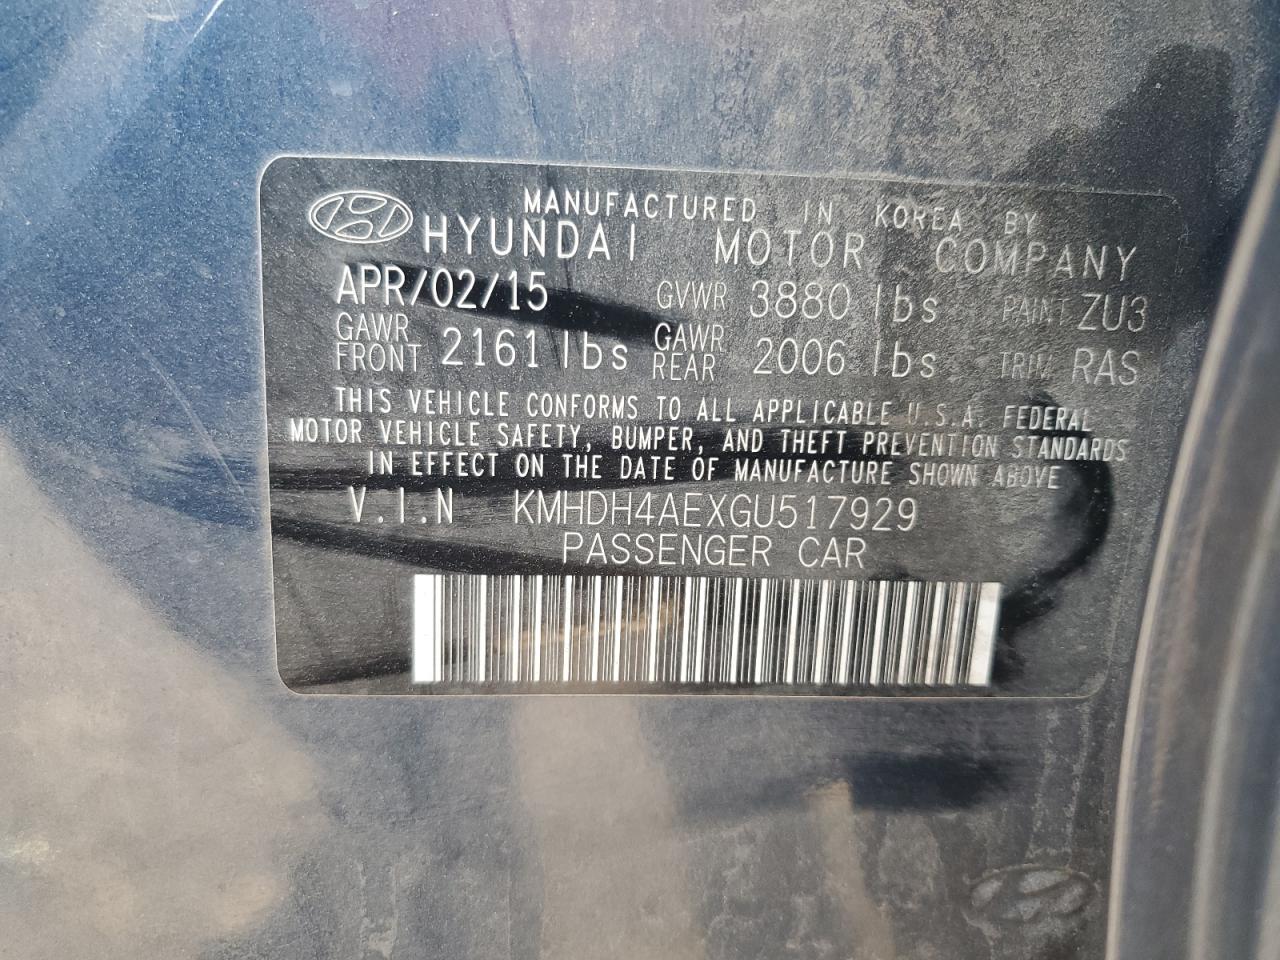 MANUFACTURED IN KOREA BY
HYUNDAI MOTOR COMPANY
APR/02/15 GVWR 3880 lbs PAINT ZU3
GAWR FRONT 2161 lbs GAWR REAR 2006 lbs TRIM RAS
THIS VEHICLE CONFORMS TO ALL APPLICABLE U.S.A. FEDERAL
MOTOR VEHICLE SAFETY, BUMPER, AND THEFT PREVENTION STANDARDS
IN EFFECT ON THE DATE OF MANUFACTURE SHOWN ABOVE
V.I.N KMHDH4AEXGU517929
PASSENGER CAR